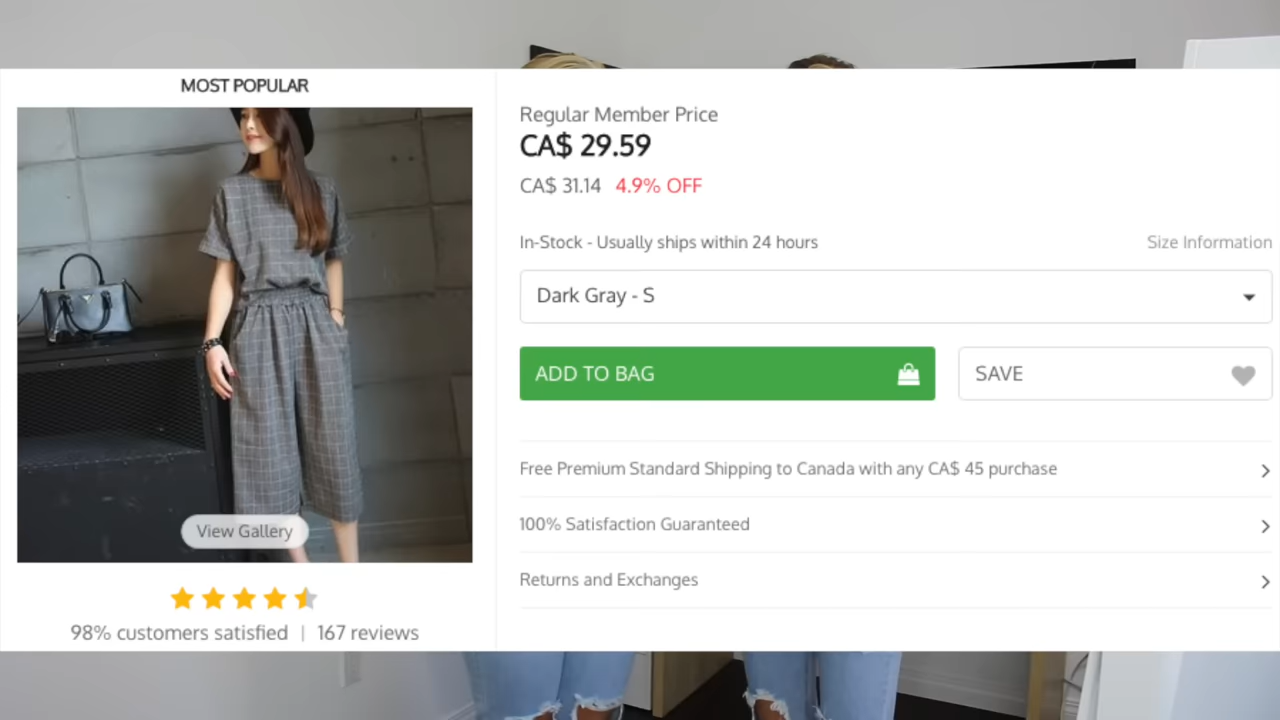 MOST POPULAR
View Gallery
98% customers satisfied | 167 reviews
Regular Member Price
CA$ 29.59
CA$ 31.14 4.9% OFF
In-Stock - Usually ships within 24 hours
Size Information
Dark Gray - S
ADD TO BAG
SAVE
Free Premium Standard Shipping to Canada with any CA$ 45 purchase
100% Satisfaction Guaranteed
Returns and Exchanges